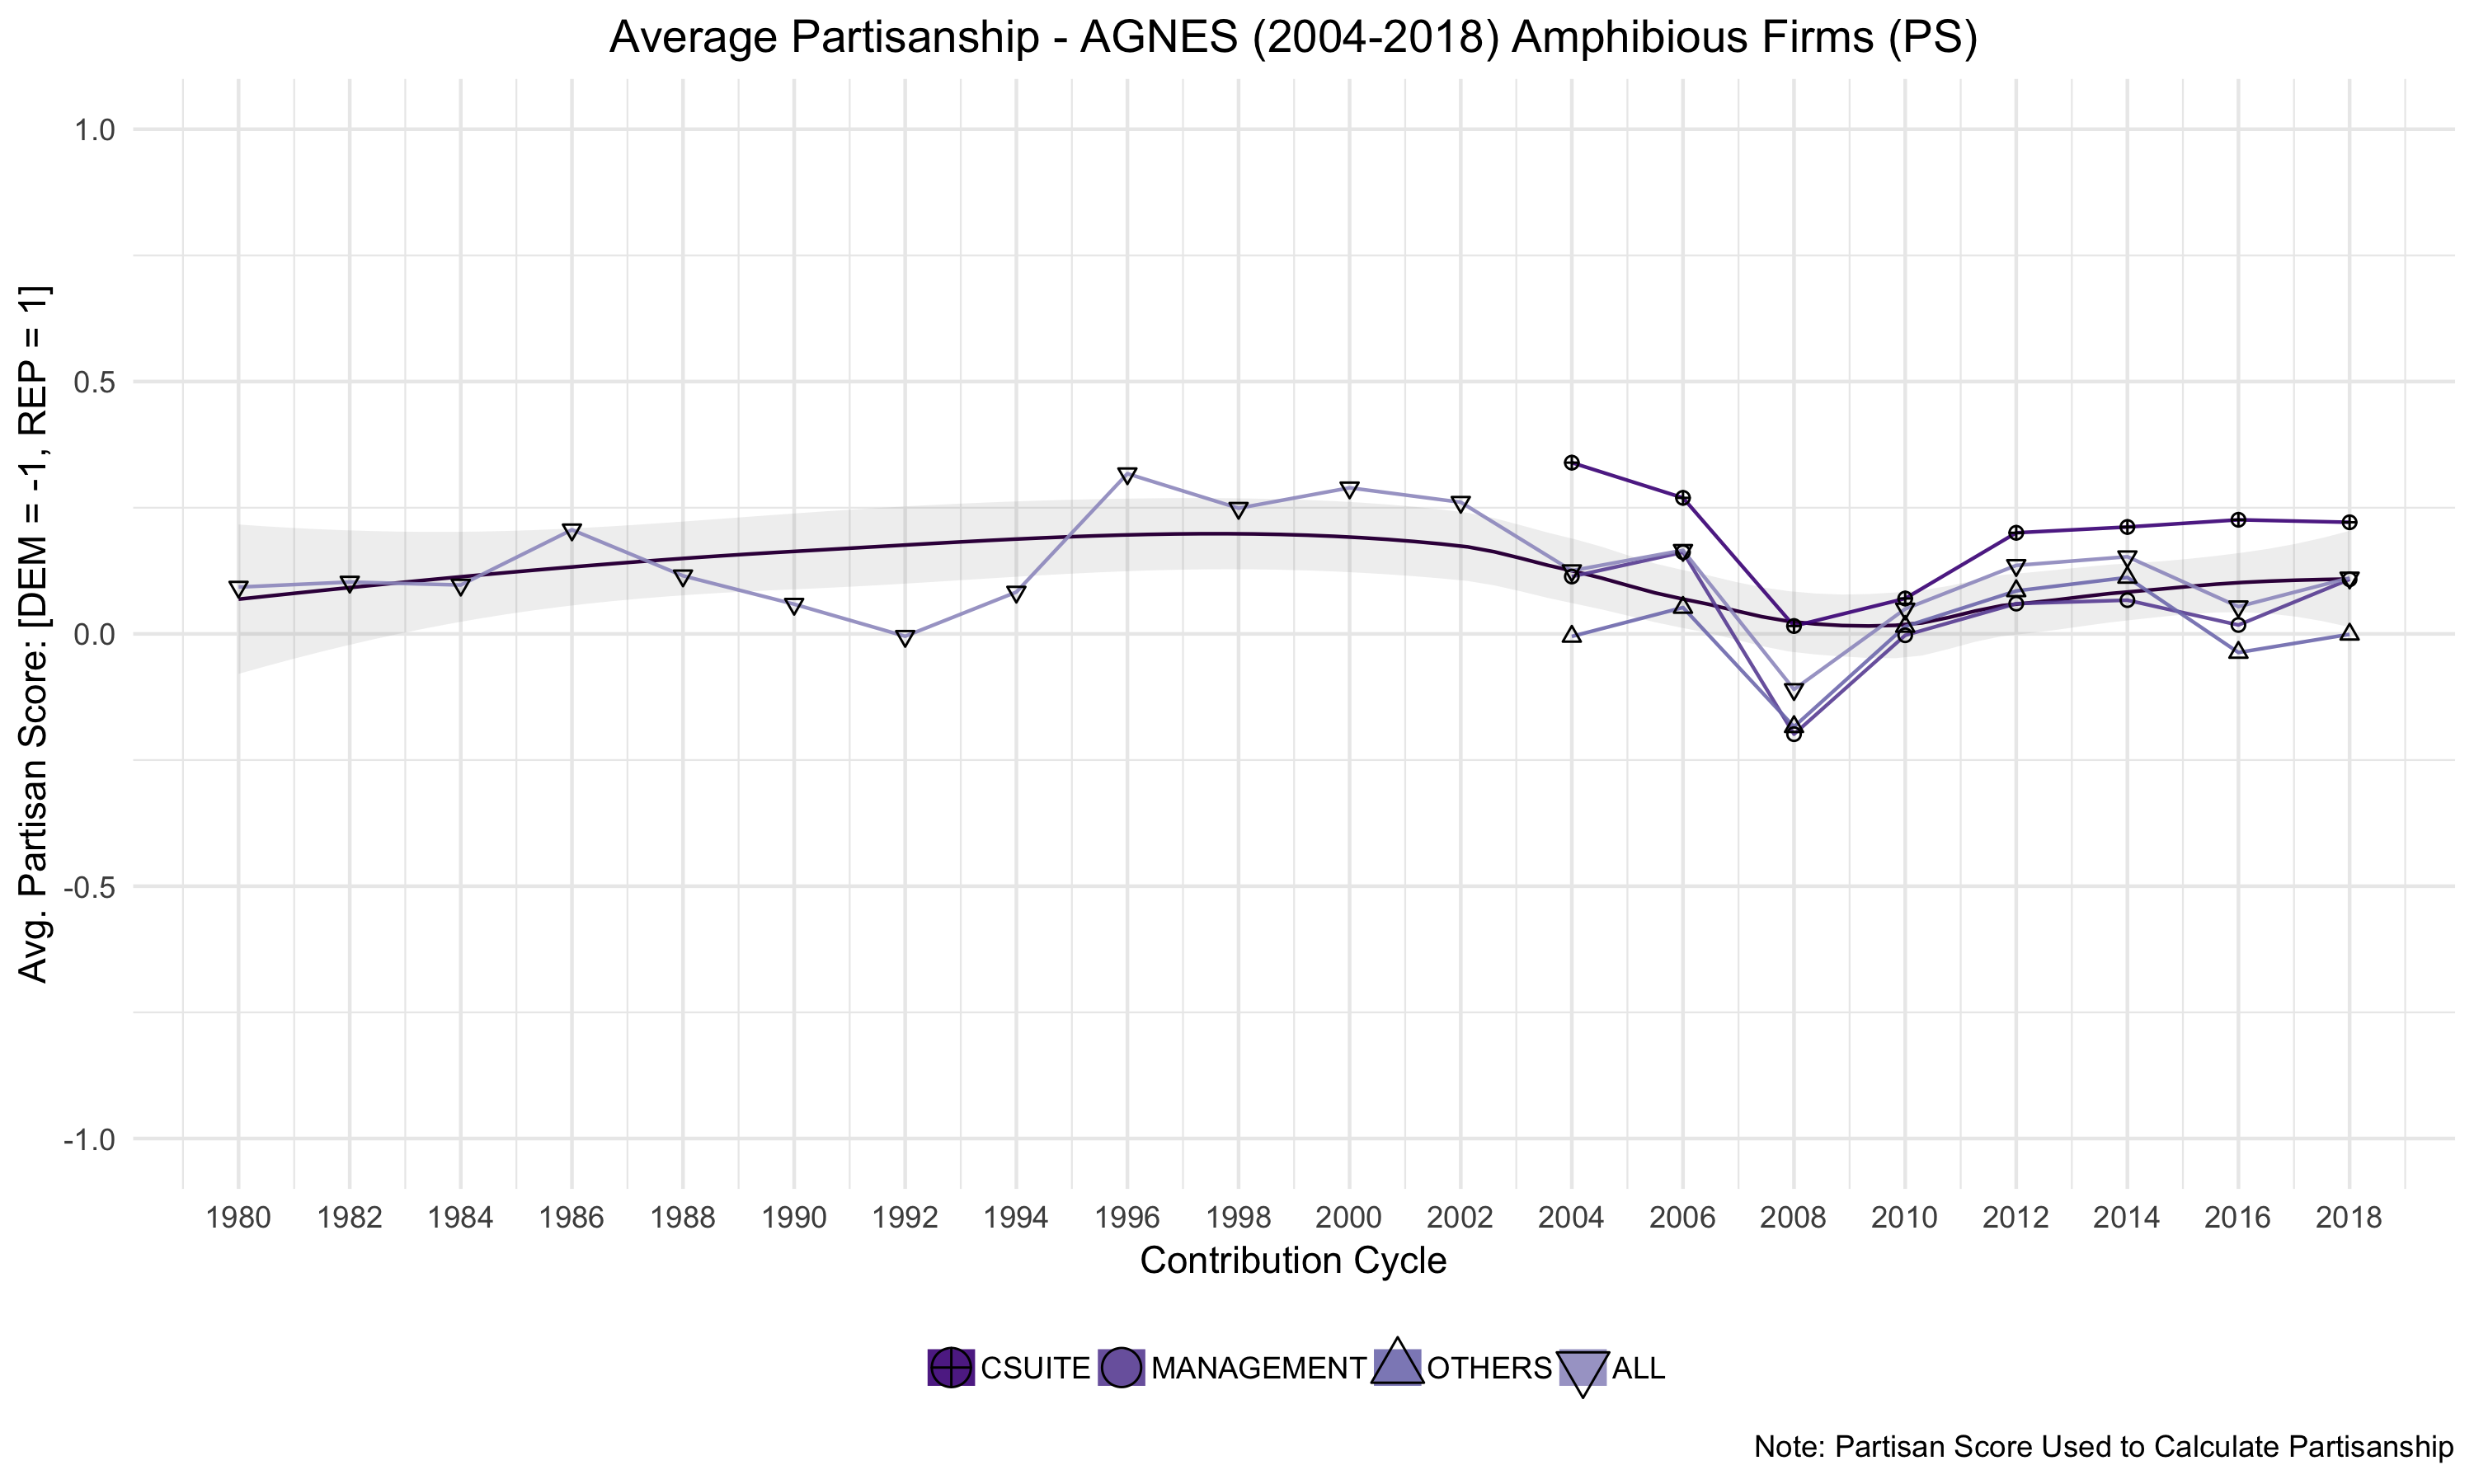 Average Partisanship - AGNES (2004-2018) Amphibious Firms (PS)
Avg. Partisan Score: [DEM = -1, REP = 1]
1.0
0.5
0.0
-0.5
-1.0
1980 1982 1984 1986 1988 1990 1992 1994 1996 1998 2000 2002 2004 2006 2008 2010 2012 2014 2016 2018
Contribution Cycle
CSUITE MANAGEMENT OTHERS ALL
Note: Partisan Score Used to Calculate Partisanship